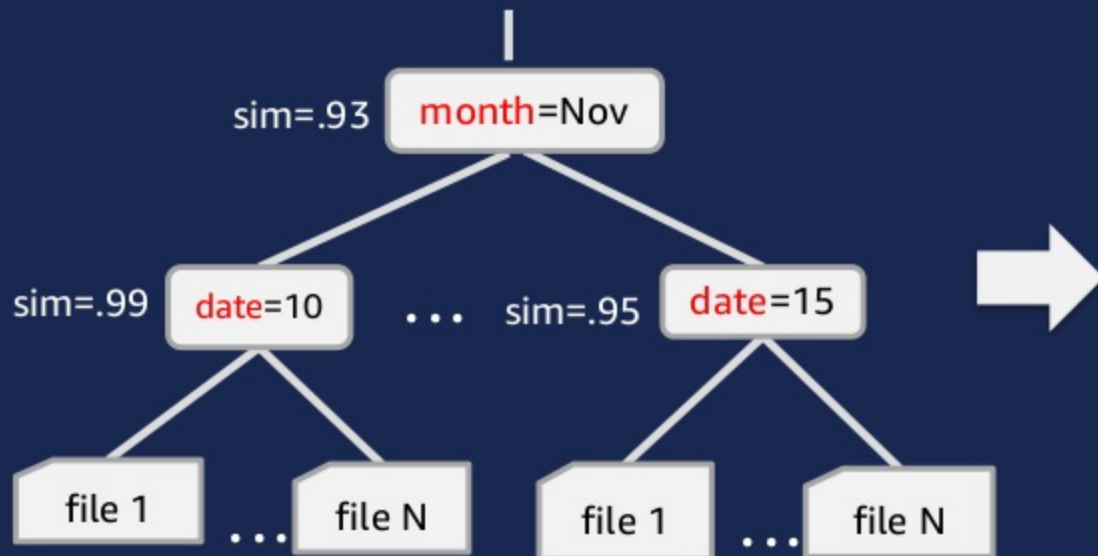 sim=.93
month=Nov
sim=.99
date=10
...
sim=.95
date=15
file 1
...
file N
file 1
...
file N